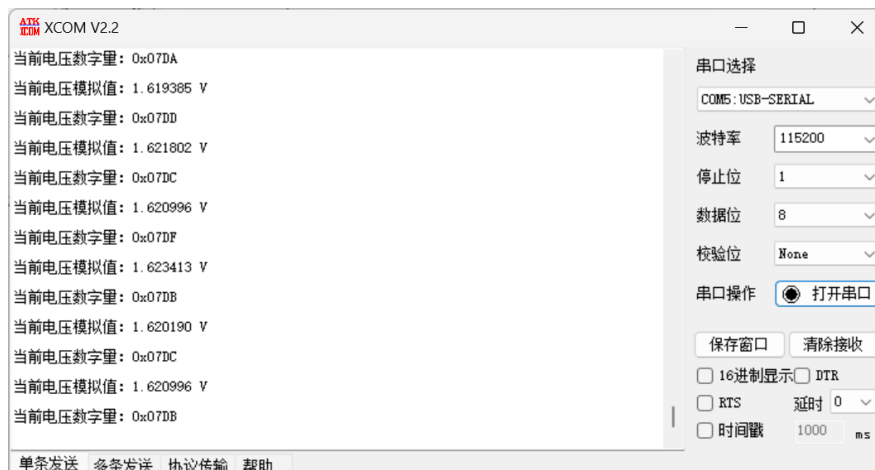 ATK XCOM XCOM V2.2
当前电压数字量: 0x07DA
当前电压模拟值: 1.619385 V
当前电压数字量: 0x07DD
当前电压模拟值: 1.621802 V
当前电压数字量: 0x07DC
当前电压模拟值: 1.620996 V
当前电压数字量: 0x07DF
当前电压模拟值: 1.623413 V
当前电压数字量: 0x07DB
当前电压模拟值: 1.620190 V
当前电压数字量: 0x07DC
当前电压模拟值: 1.620996 V
当前电压数字量: 0x07DB
串口选择
COM5:USB-SERIAL
波特率 115200
停止位 1
数据位 8
校验位 None
串口操作 打开串口
保存窗口 清除接收
16进制显示 DTR
RTS 延时 0
时间戳 1000 ms
单条发送 多条发送 协议传输 帮助